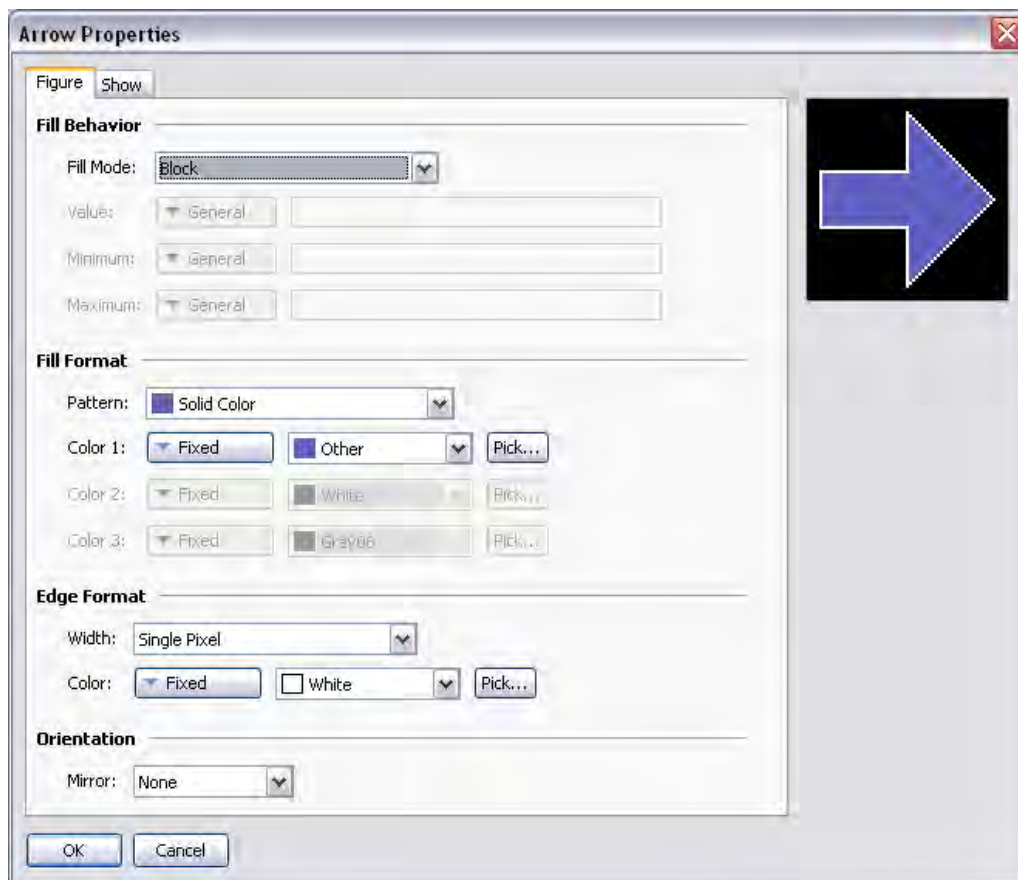 Arrow Properties
Figure Show
Fill Behavior
Fill Mode: Block
Value: General
Minimum: General
Maximum: General
Fill Format
Pattern: Solid Color
Color 1: Fixed Other Pick...
Color 2: Fixed White Pick...
Color 3: Fixed Pick...
Edge Format
Width: Single Pixel
Color: Fixed White Pick...
Orientation
Mirror: None
OK Cancel